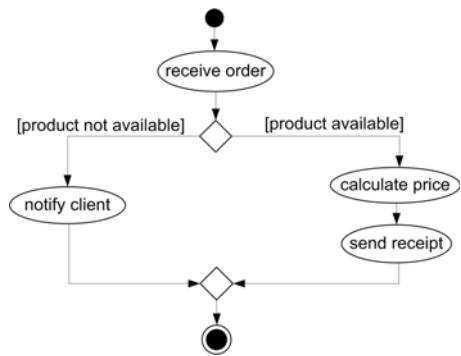 receive order
[product not available]
[product available]
calculate price
notify client
send receipt